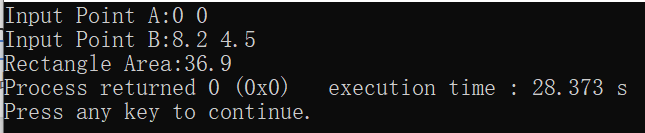 Input Point A:0 0
Input Point B:8.2 4.5
Rectangle Area:36.9
Process returned 0 (0x0)   execution time : 28.373 s
Press any key to continue.